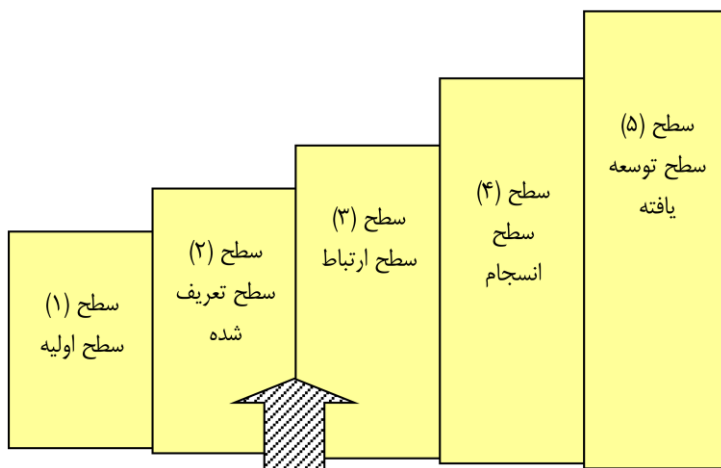 سطح (۱)
سطح اولیه
سطح (۲)
سطح تعریف
شده
سطح (۳)
سطح ارتباط
سطح (۴)
سطح
انسجام
سطح (۵)
سطح توسعه
یافته